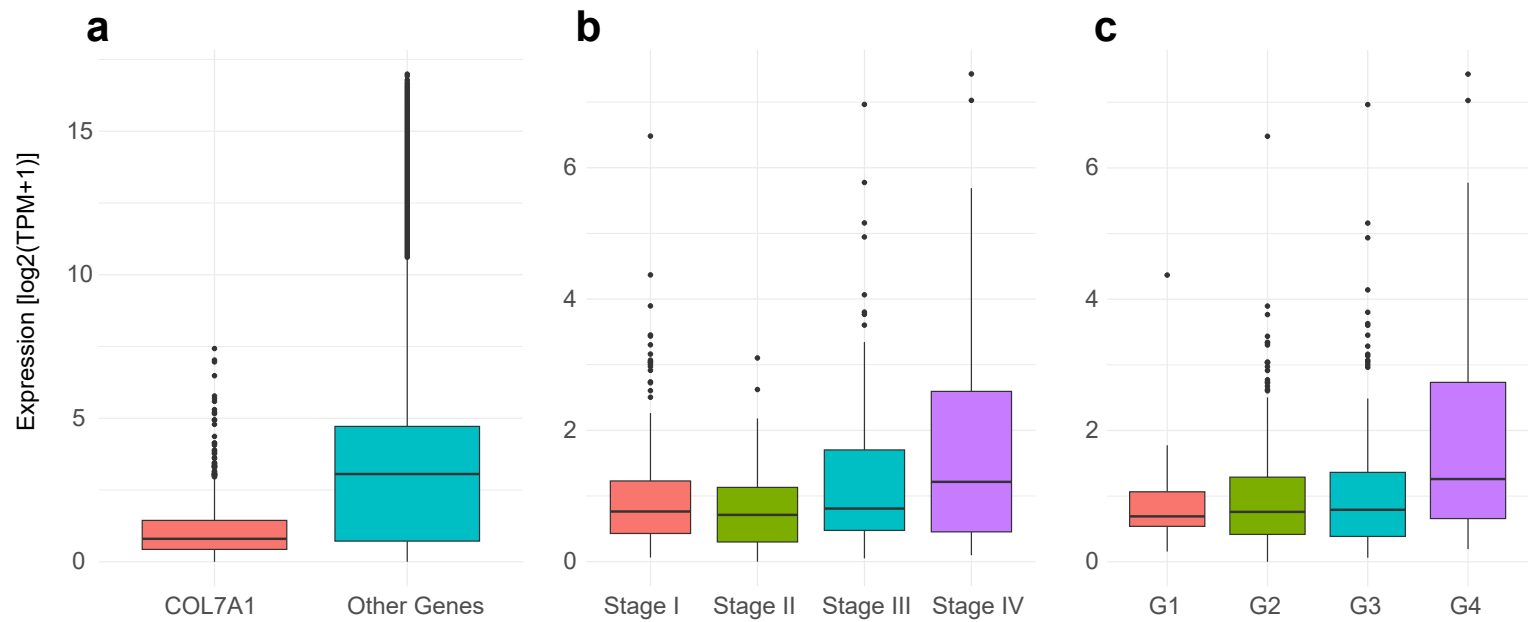 a
b
c
Expression [log2(TPM+1)]
15
10
5
0
COL7A1
Other Genes
6
4
2
0
Stage I
Stage II
Stage III
Stage IV
6
4
2
0
G1
G2
G3
G4